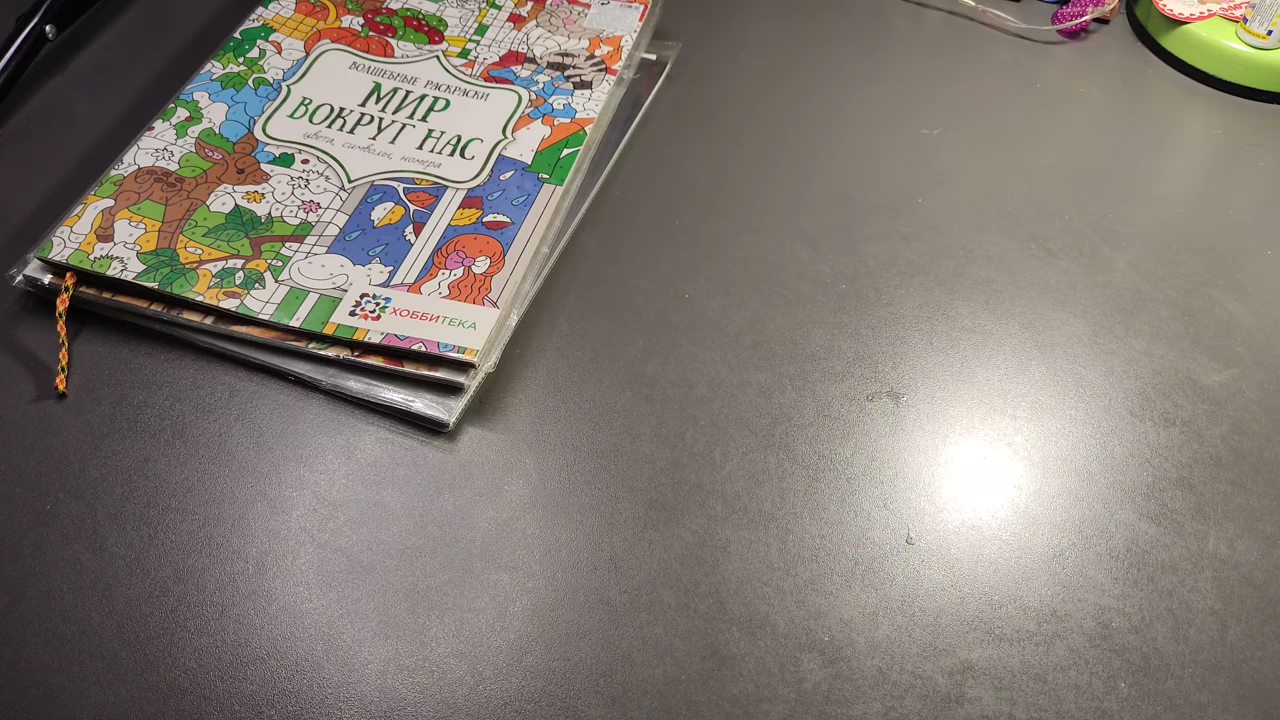 ВОЛШЕБНЫЕ РАСКРАСКИ
МИР
ВОКРУГ НАС
цвета, символы, номера
ХОББИТЕКА